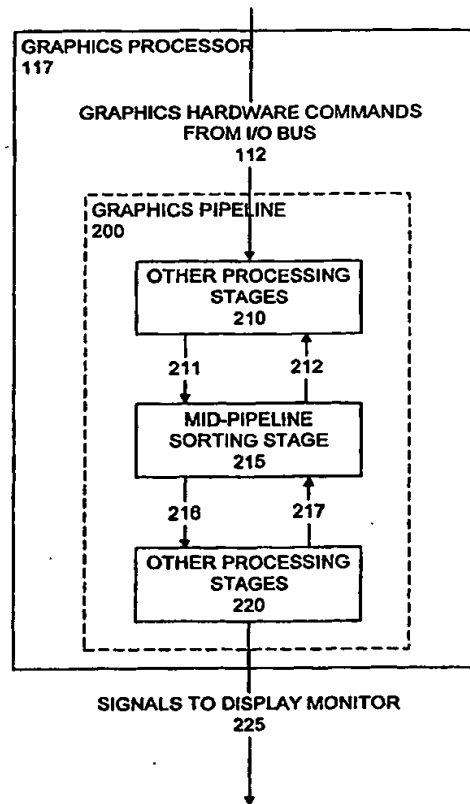 GRAPHICS PROCESSOR
117
GRAPHICS HARDWARE COMMANDS
FROM I/O BUS
112
GRAPHICS PIPELINE
200
OTHER PROCESSING
STAGES
210
211 212
MID-PIPELINE
SORTING STAGE
215
216 217
OTHER PROCESSING
STAGES
220
SIGNALS TO DISPLAY MONITOR
225